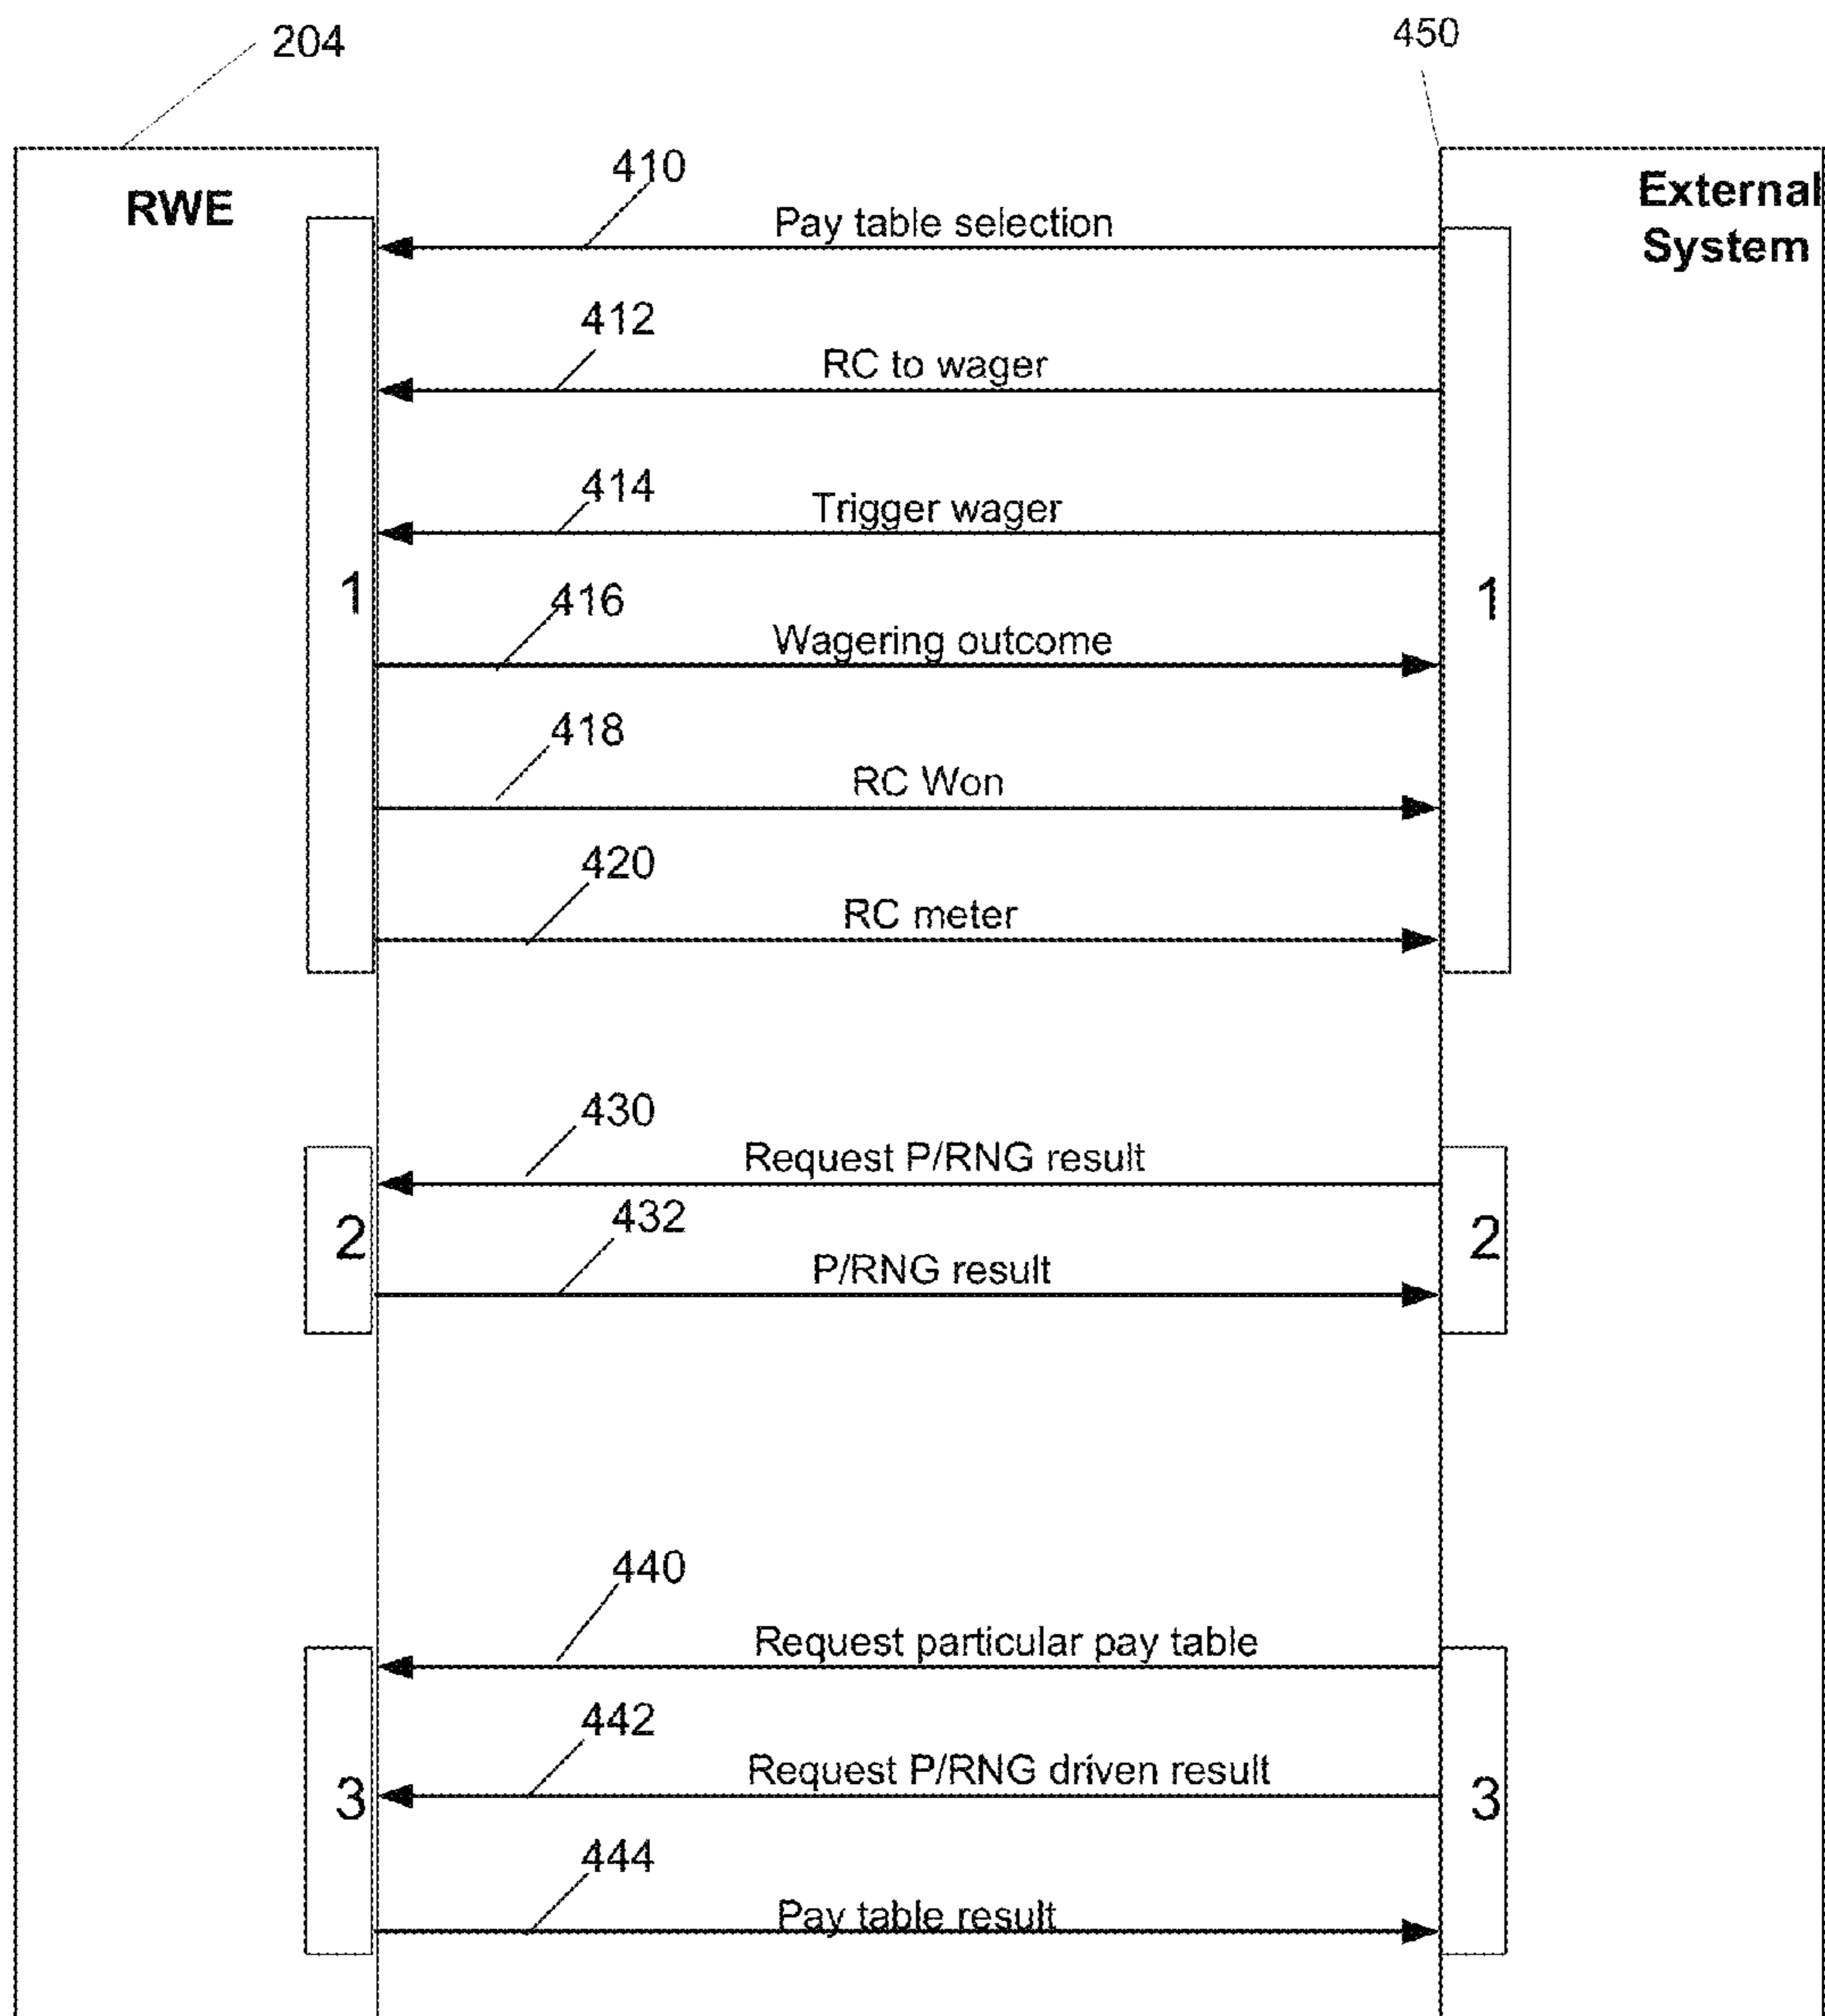 204
450
RWE
External
System
410
Pay table selection
412
RC to wager
414
Trigger wager
1
1
416
Wagering outcome
418
RC Won
420
RC meter
430
Request P/RNG result
2
2
432
P/RNG result
440
Request particular pay table
442
Request P/RNG driven result
3
3
444
Pay table result